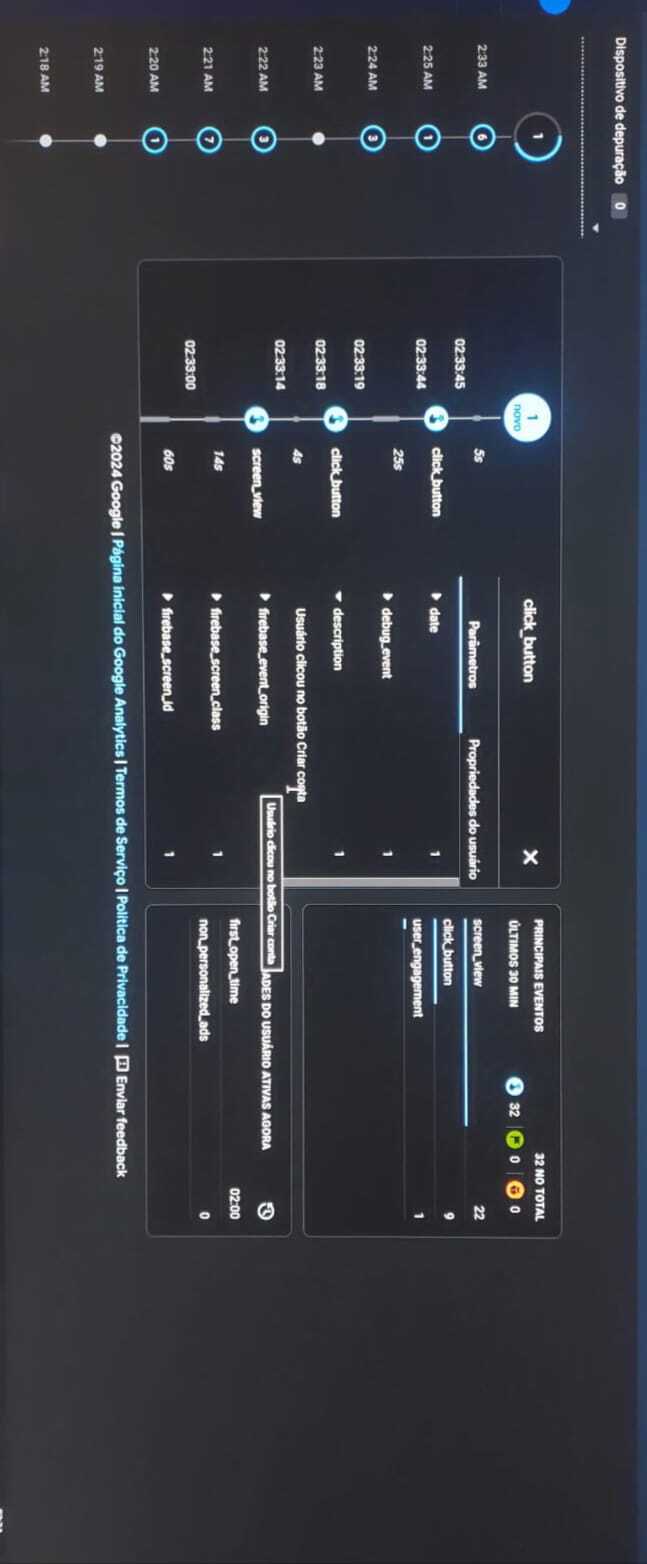 Dispositivo de depuração 0
1
2:33 AM 6
2:25 AM 1
2:24 AM 3
2:23 AM
2:22 AM 3
2:21 AM 7
2:20 AM 1
2:19 AM
2:18 AM
1
novo
5s
02:33:45
click_button
02:33:44
25s
02:33:19
click_button
02:33:18
4s
02:33:14
screen_view
14s
02:33:00
60s
click_button
Parâmetros Propriedades do usuário
date 1
debug_event 1
description 1
Usuário clicou no botão Criar conta
firebase_event_origin
firebase_screen_class 1
firebase_screen_id 1
Usuário clicou no botão Criar conta
PRINCIPAIS EVENTOS 32 NO TOTAL
ÚLTIMOS 30 MIN 32 0 0
screen_view 22
click_button 9
user_engagement 1
ADES DO USUÁRIO ATIVAS AGORA
first_open_time 02:00
non_personalized_ads 0
©2024 Google | Página inicial do Google Analytics | Termos de Serviço | Política de Privacidade | Enviar feedback